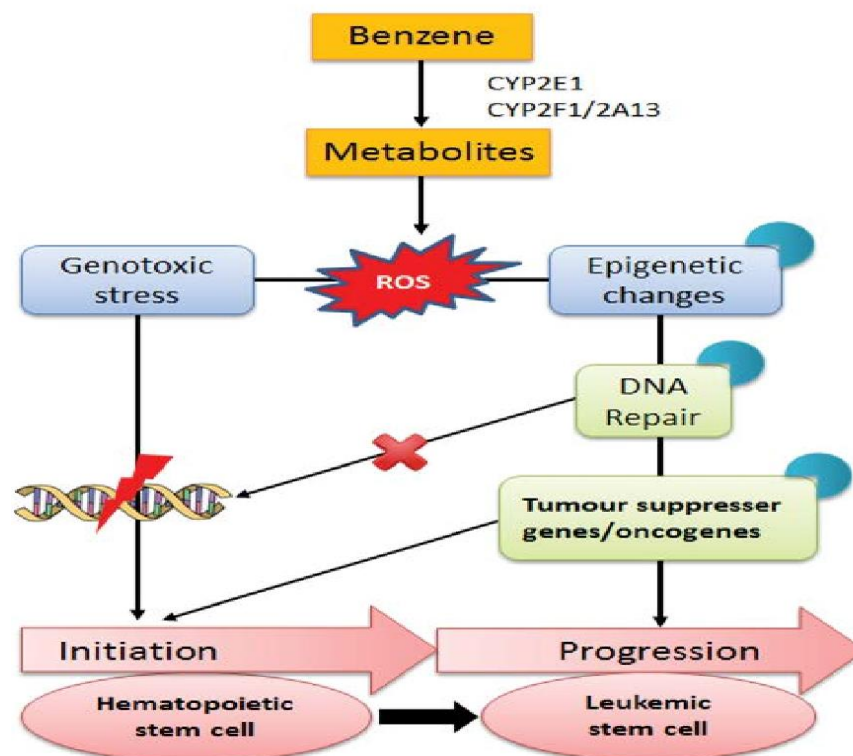 Benzene
CYP2E1
CYP2F1/2A13
Metabolites
Genotoxic
stress
ROS
Epigenetic
changes
DNA
Repair
Tumour suppresser
genes/oncogenes
Initiation
Progression
Hematopoietic
stem cell
Leukemic
stem cell